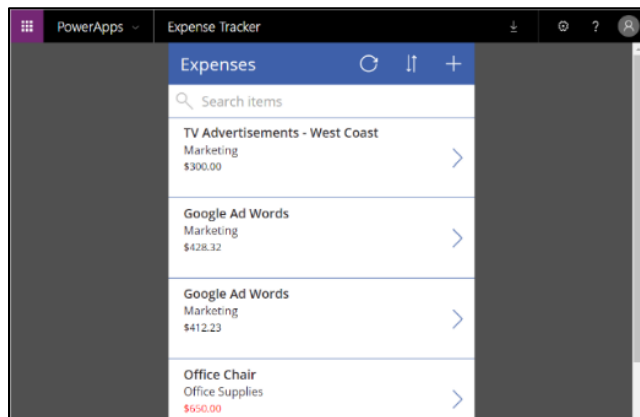 PowerApps
Expense Tracker
?
Expenses
Search items
TV Advertisements - West Coast
Marketing
$300.00
Google Ad Words
Marketing
$428.32
Google Ad Words
Marketing
$412.23
Office Chair
Office Supplies
$650.00